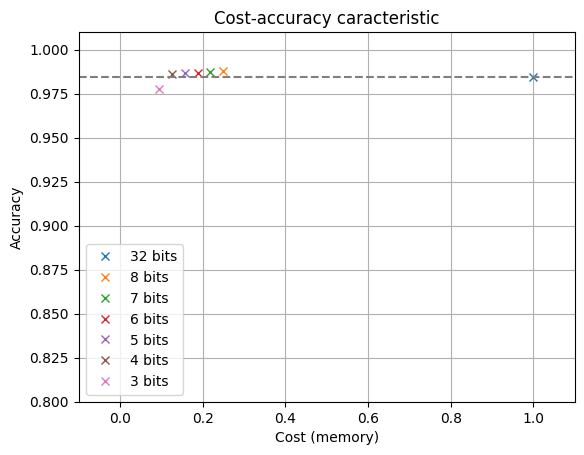 Cost-accuracy caracteristic
1.000
0.975
0.950
0.925
0.900
0.875
0.850
0.825
0.800
Accuracy
32 bits
8 bits
7 bits
6 bits
5 bits
4 bits
3 bits
0.0 0.2 0.4 0.6 0.8 1.0
Cost (memory)